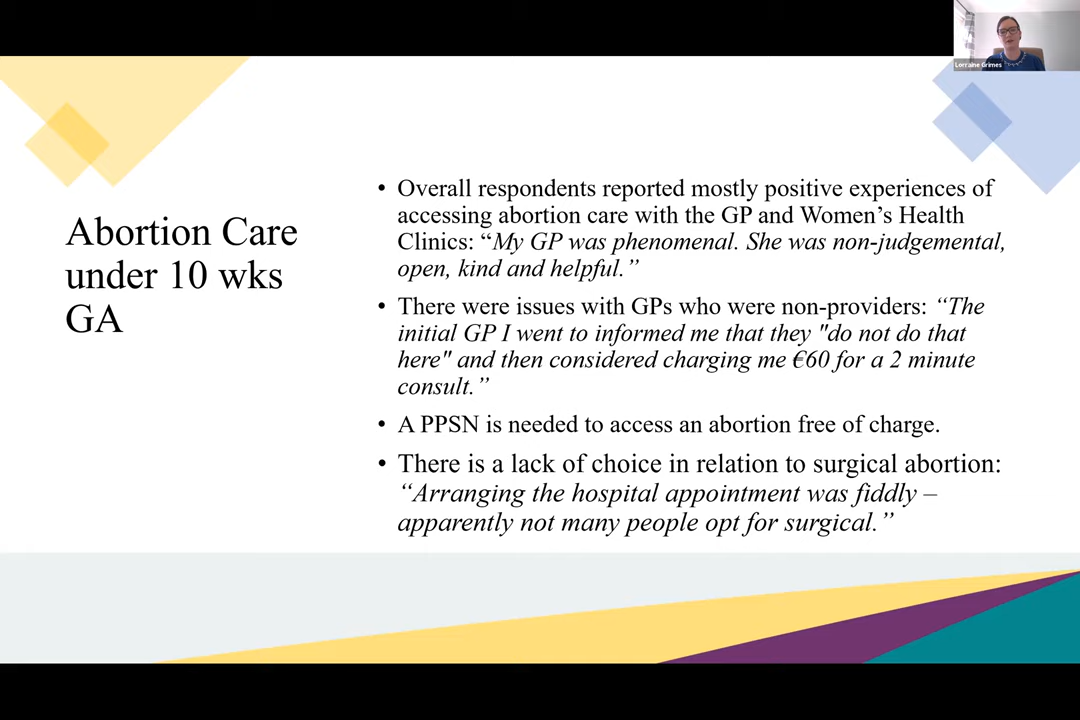 Lorraine Grimes
Abortion Care
under 10 wks
GA
• Overall respondents reported mostly positive experiences of
accessing abortion care with the GP and Women’s Health
Clinics: “My GP was phenomenal. She was non-judgemental,
open, kind and helpful.”
• There were issues with GPs who were non-providers: “The
initial GP I went to informed me that they "do not do that
here" and then considered charging me €60 for a 2 minute
consult.”
• A PPSN is needed to access an abortion free of charge.
• There is a lack of choice in relation to surgical abortion:
“Arranging the hospital appointment was fiddly –
apparently not many people opt for surgical.”